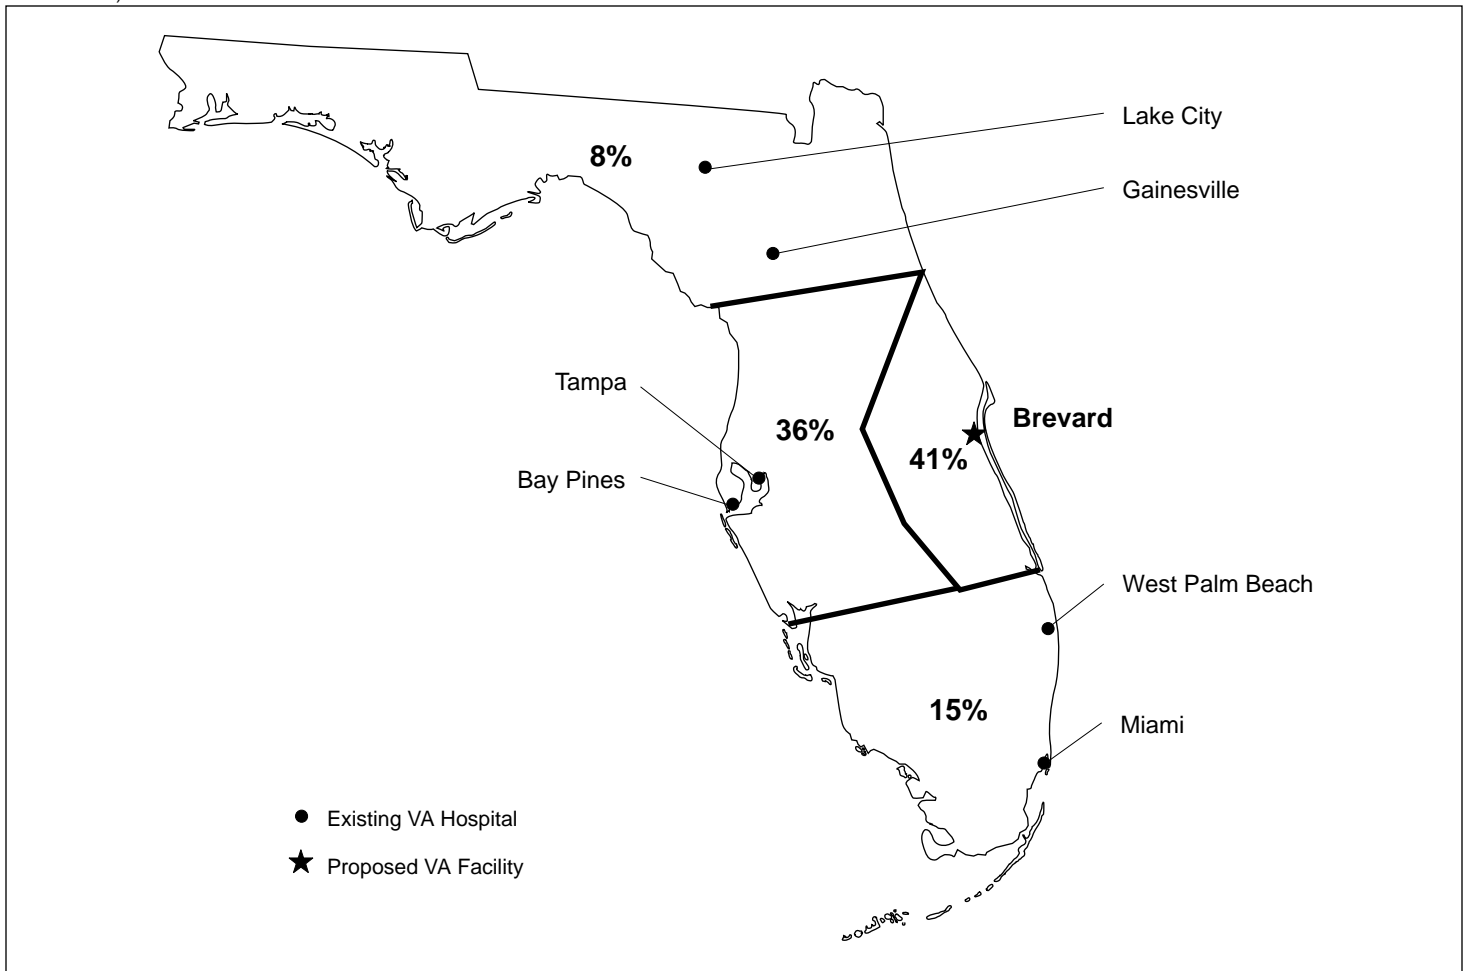 Lake City
8%
Gainesville
Tampa
36%
Brevard
41%
Bay Pines
West Palm Beach
15%
Miami
Existing VA Hospital
Proposed VA Facility